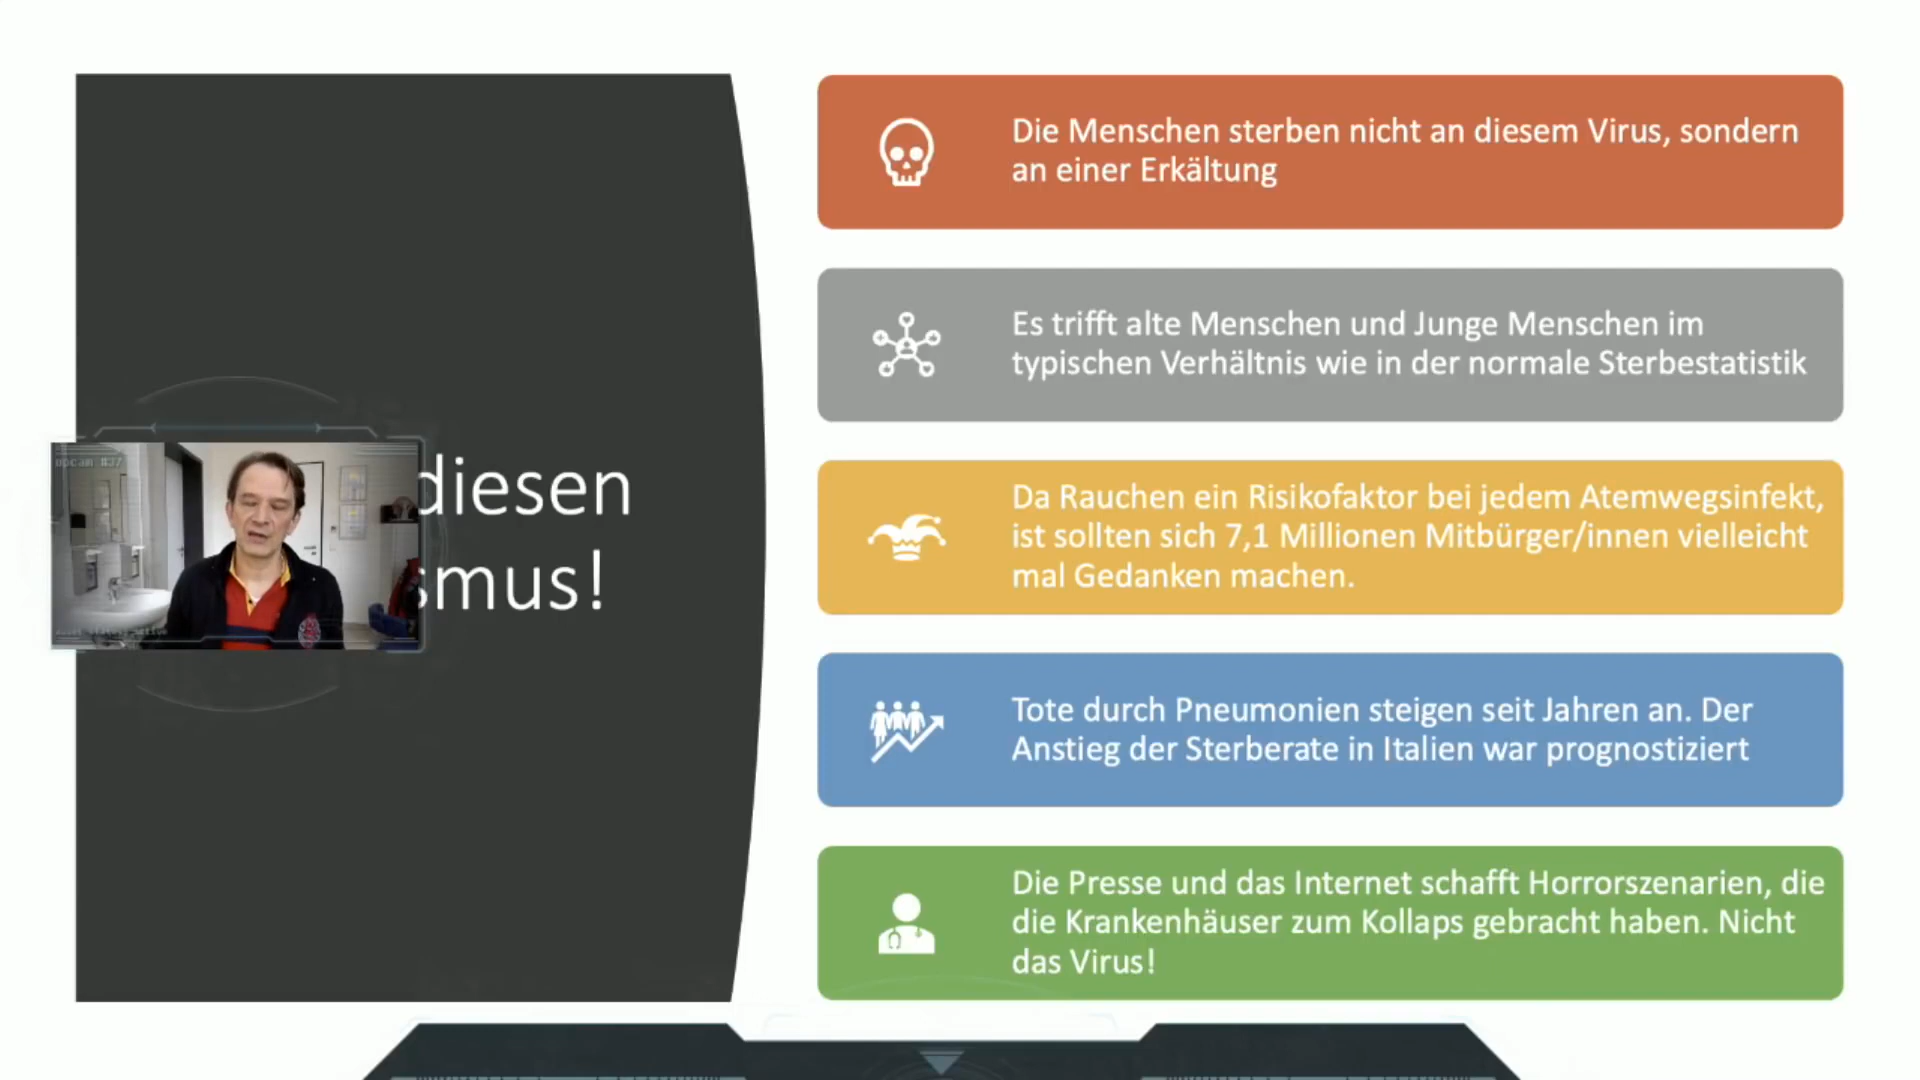 diesen
smus!
Die Menschen sterben nicht an diesem Virus, sondern
an einer Erkältung
Es trifft alte Menschen und Junge Menschen im
typischen Verhältnis wie in der normale Sterbestatistik
Da Rauchen ein Risikofaktor bei jedem Atemwegsinfekt,
ist sollten sich 7,1 Millionen Mitbürger/innen vielleicht
mal Gedanken machen.
Tote durch Pneumonien steigen seit Jahren an. Der
Anstieg der Sterberate in Italien war prognostiziert
Die Presse und das Internet schafft Horrorszenarien, die
die Krankenhäuser zum Kollaps gebracht haben. Nicht
das Virus!